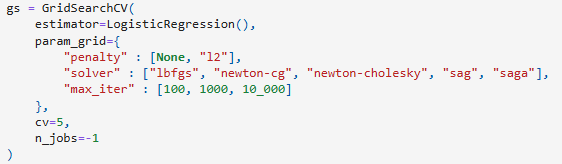 gs = GridSearchCV(
    estimator=LogisticRegression(),
    param_grid={
        "penalty" : [None, "l2"],
        "solver" : ["lbfgs", "newton-cg", "newton-cholesky", "sag", "saga"],
        "max_iter" : [100, 1000, 10_000]
    },
    cv=5,
    n_jobs=-1
)